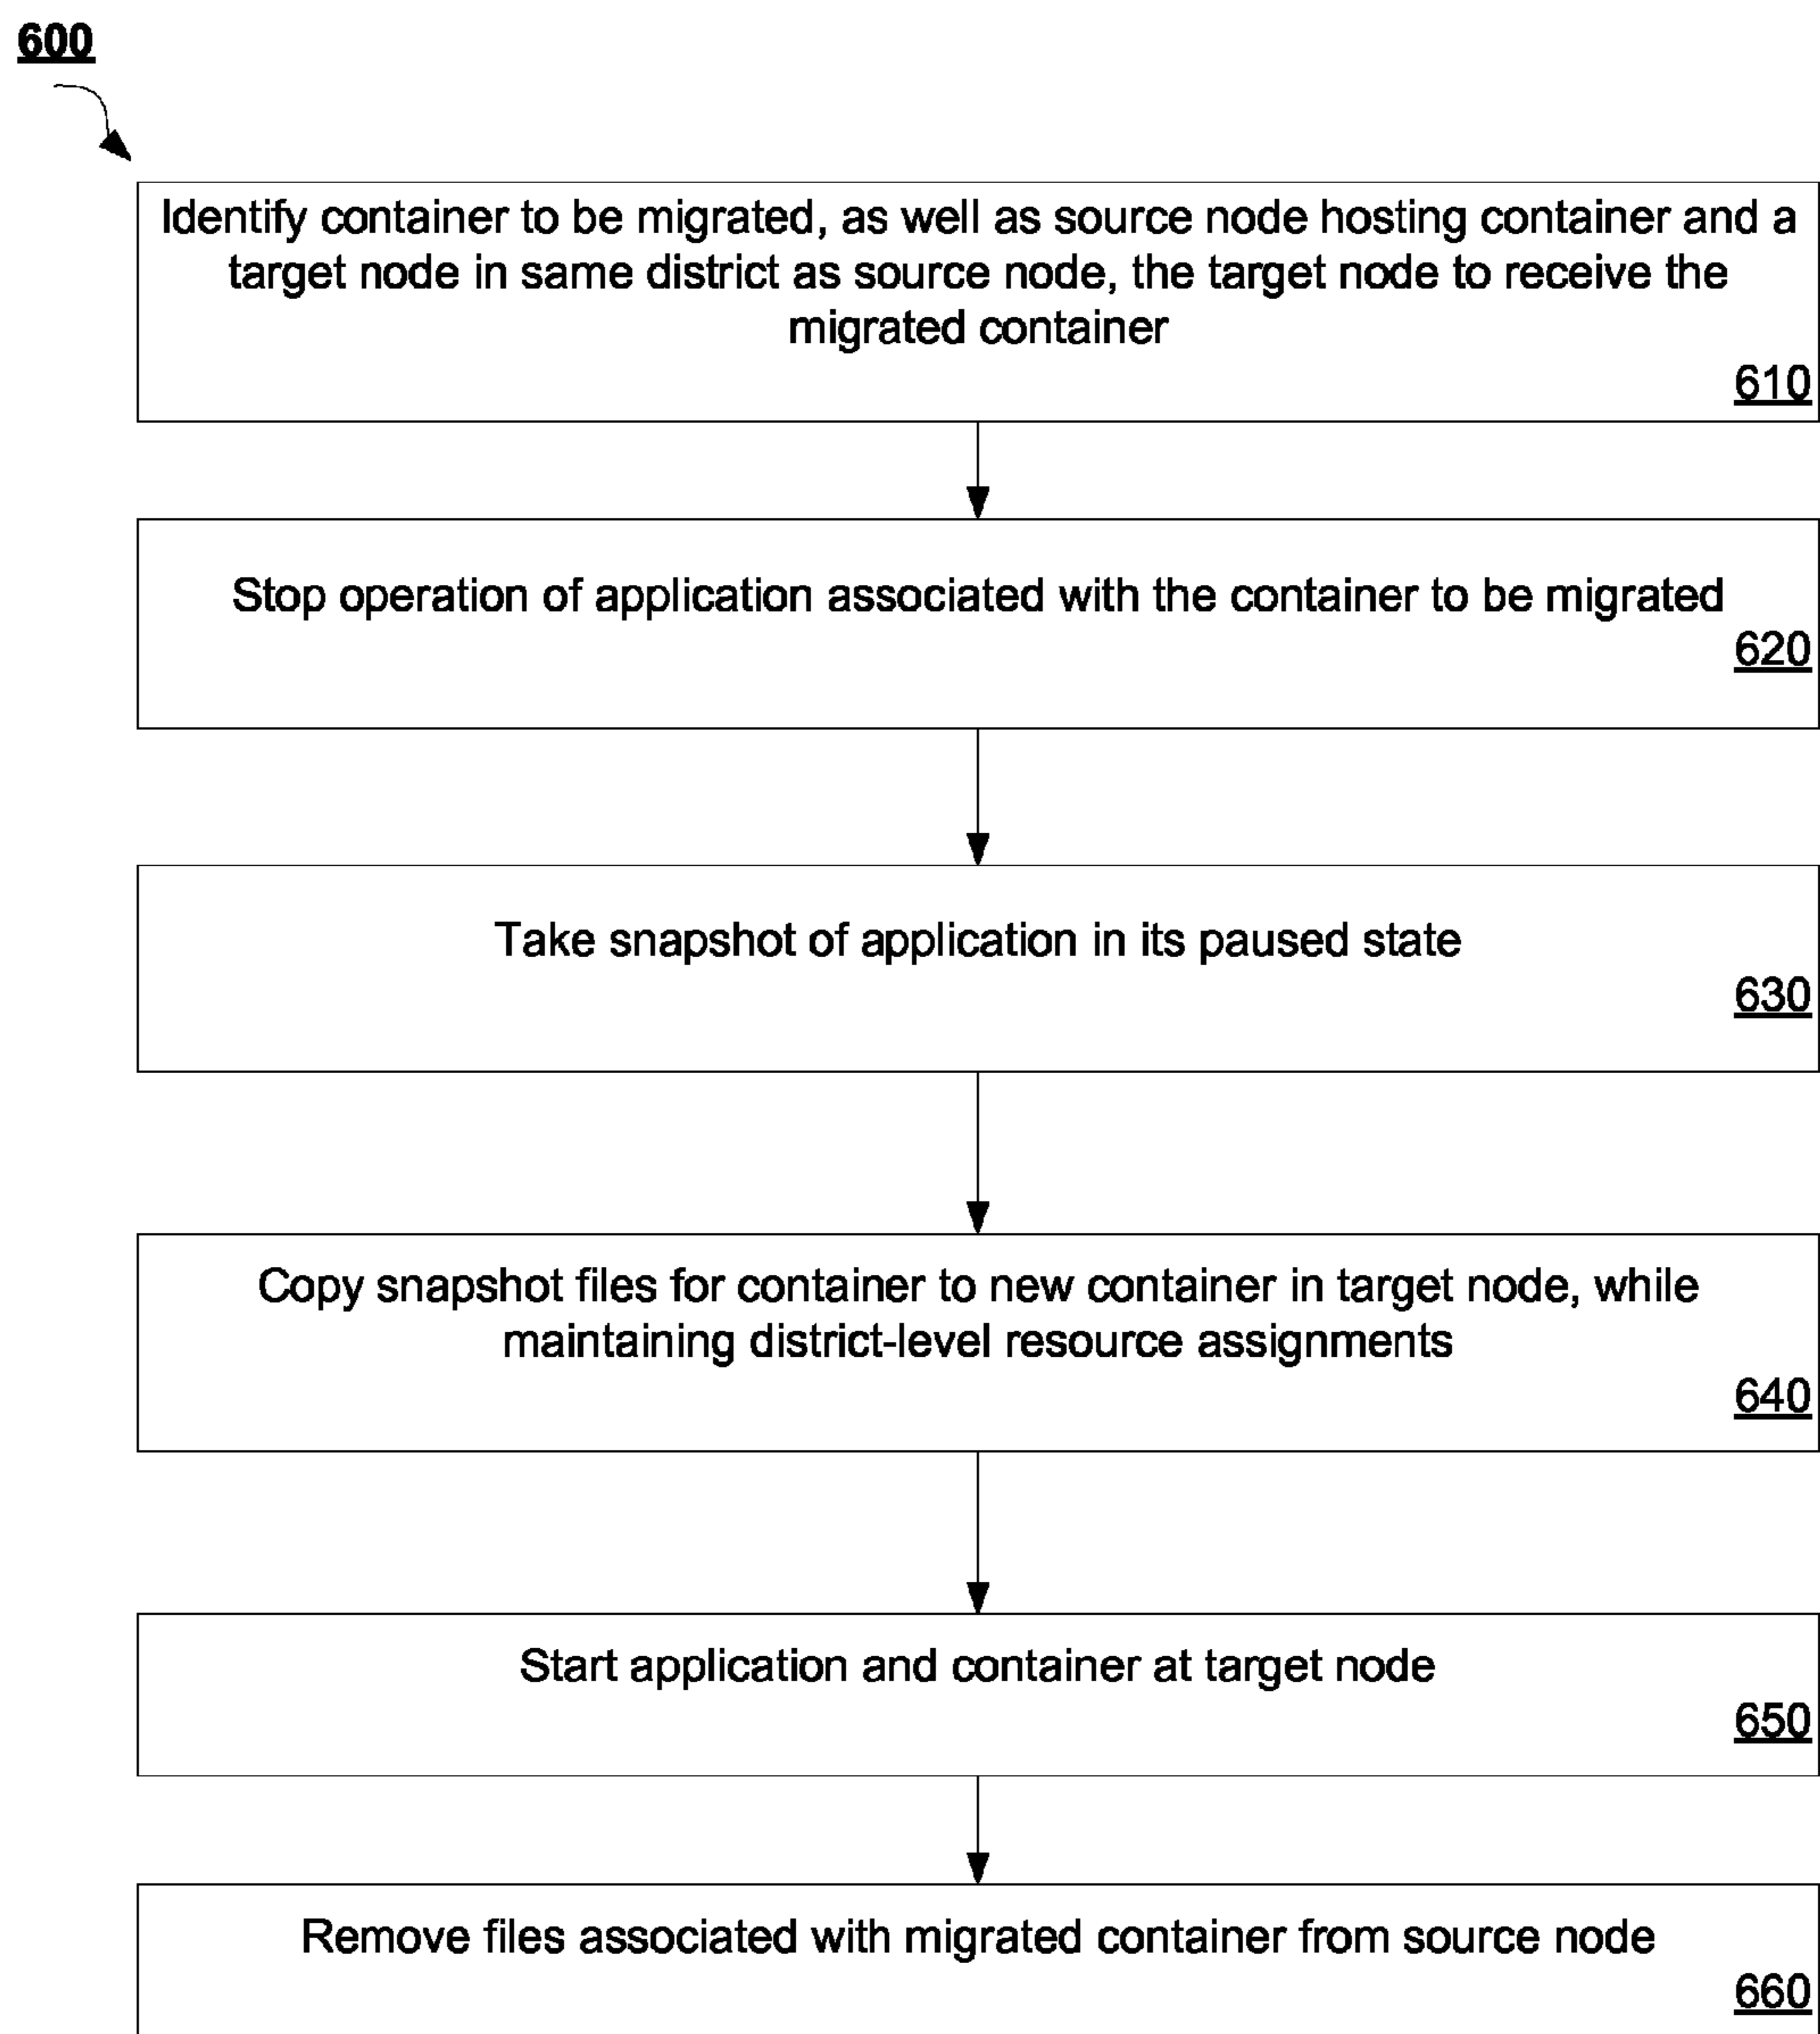 600
Identify container to be migrated, as well as source node hosting container and a
target node in same district as source node, the target node to receive the
migrated container
610
Stop operation of application associated with the container to be migrated
620
Take snapshot of application in its paused state
630
Copy snapshot files for container to new container in target node, while
maintaining district-level resource assignments
640
Start application and container at target node
650
Remove files associated with migrated container from source node
660